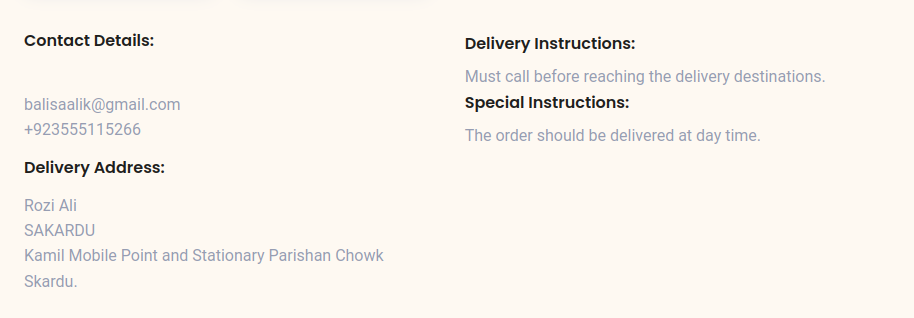 Contact Details:
balisaalik@gmail.com
+923555115266
Delivery Address:
Rozi Ali
SAKARDU
Kamil Mobile Point and Stationary Parishan Chowk
Skardu.
Delivery Instructions:
Must call before reaching the delivery destinations.
Special Instructions:
The order should be delivered at day time.